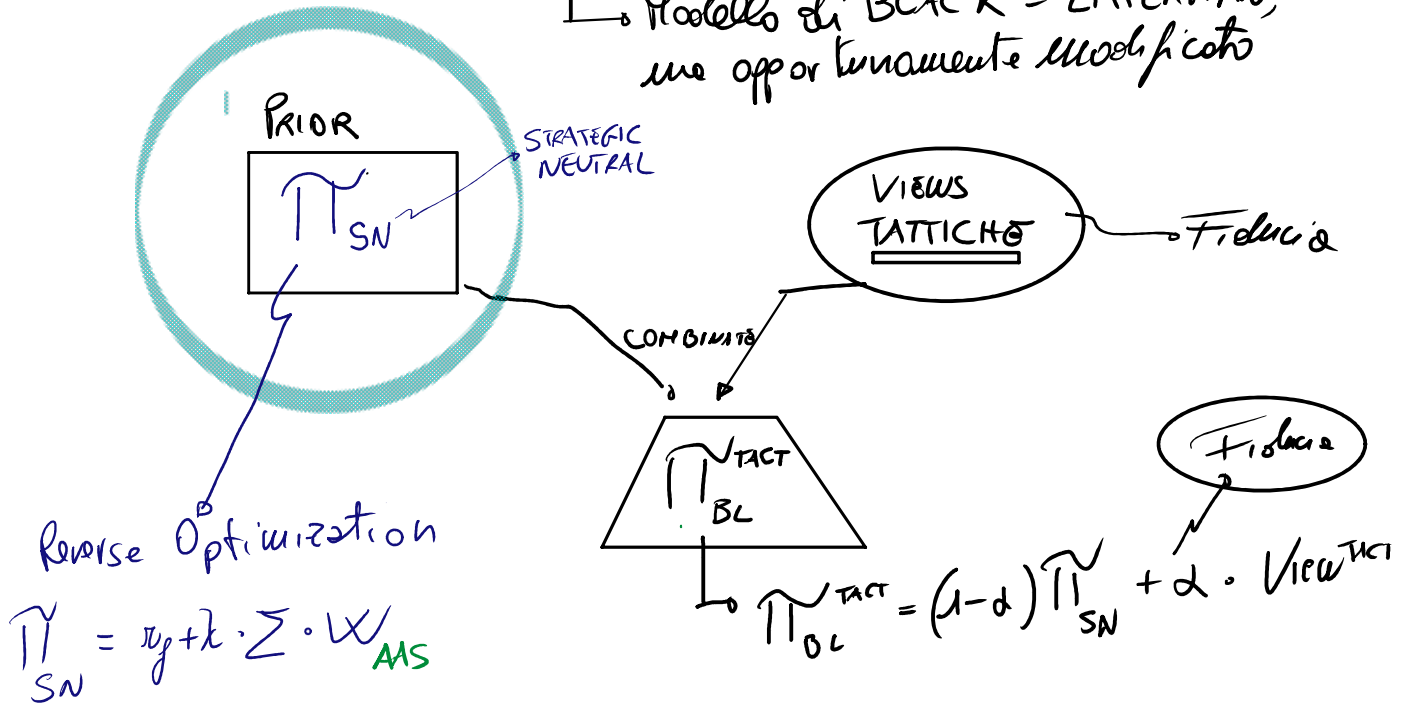 Modello di BLACK - LITTERMAN,
ma opportunamente modificato
PRIOR
Π SN
STRATEGIC
NEUTRAL
VIEWS
TATTICHE
Fiducia
COMBINATE
Π TACT BL
Fiducia
Reverse Optimization
Π BL TACT = (1-α) Π SN + α · View TACT
Π SN = rf + λ · Σ · W AAS